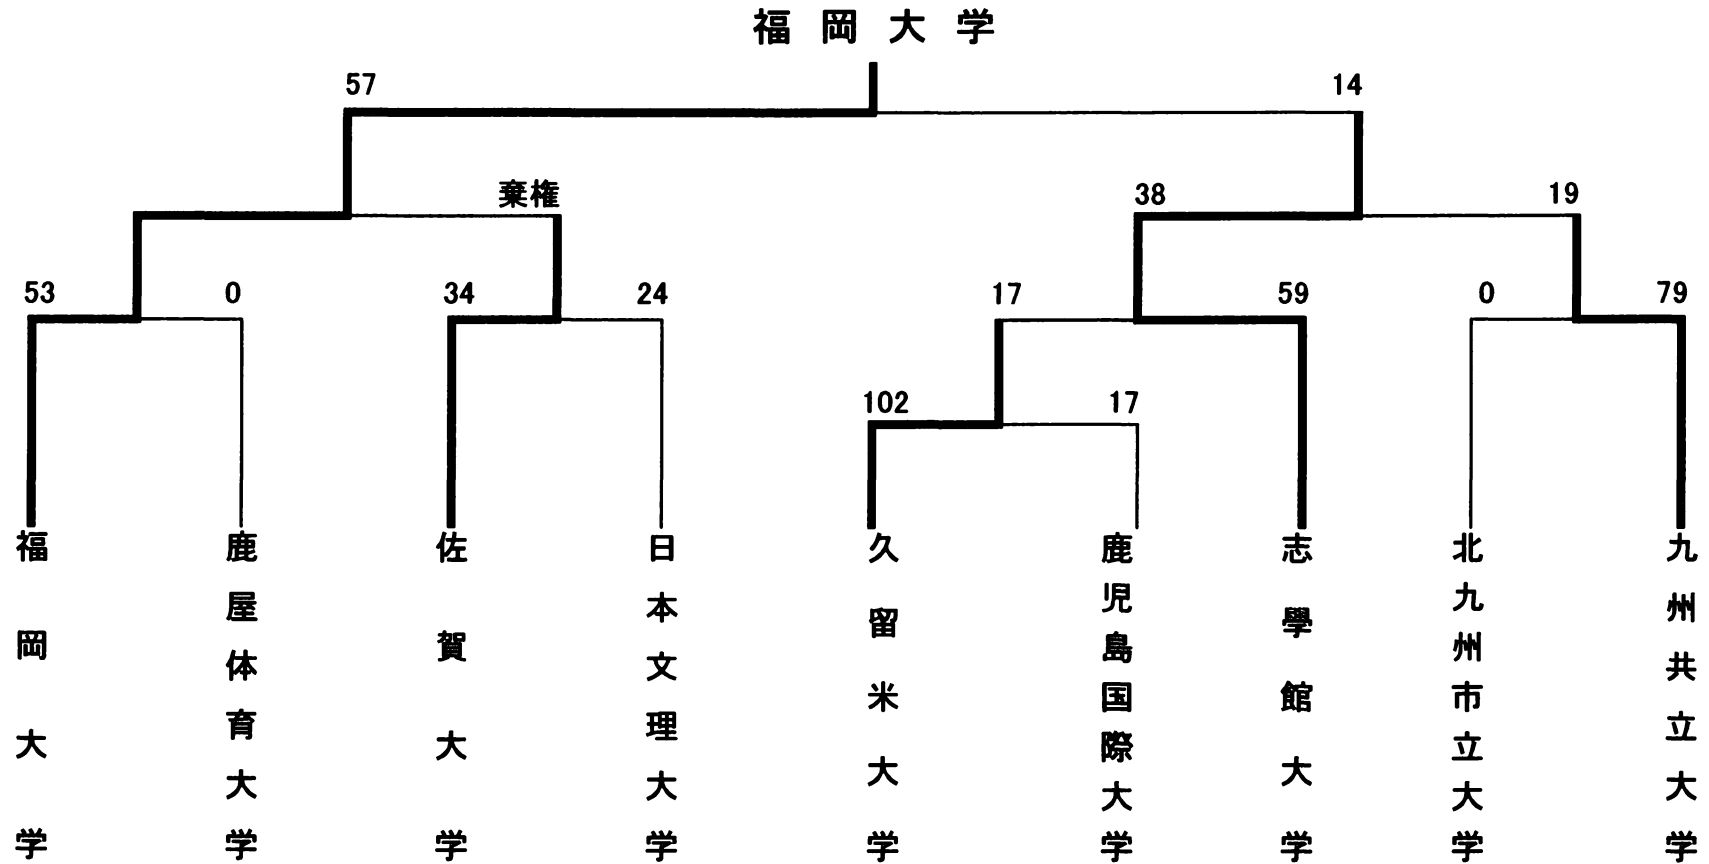 福岡大学
57
14
棄権
38
19
53
0
34
24
17
59
0
79
102
17
福岡大学
鹿屋体育大学
佐賀大学
日本文理大学
久留米大学
鹿児島国際大学
志學館大学
北九州市立大学
九州共立大学